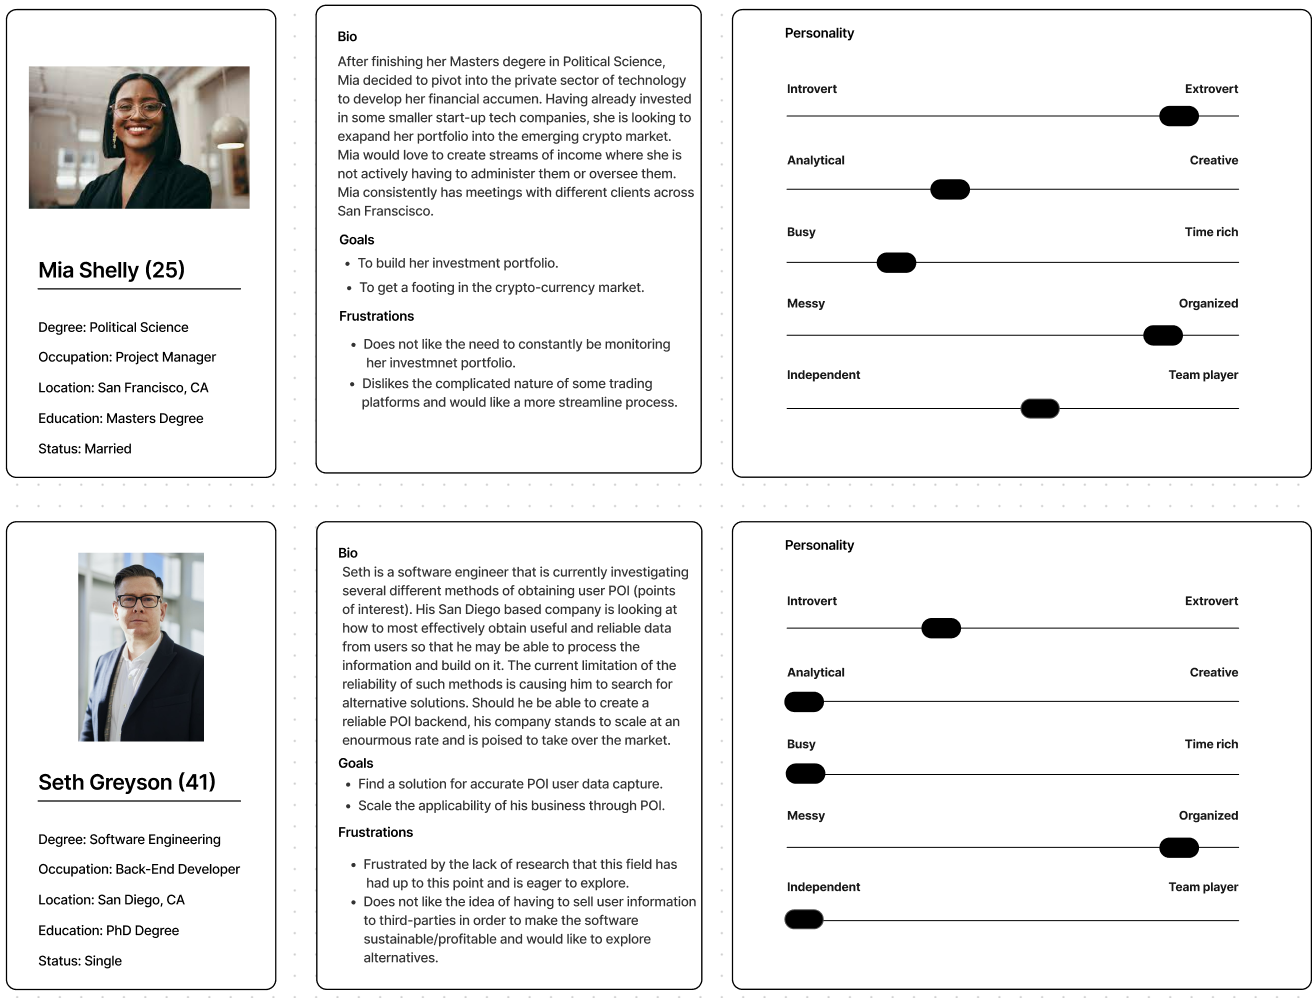 Mia Shelly (25)
Degree: Political Science
Occupation: Project Manager
Location: San Francisco, CA
Education: Masters Degree
Status: Married
Bio
After finishing her Masters degere in Political Science,
Mia decided to pivot into the private sector of technology
to develop her financial accumen. Having already invested
in some smaller start-up tech companies, she is looking to
exapand her portfolio into the emerging crypto market.
Mia would love to create streams of income where she is
not actively having to administer them or oversee them.
Mia consistently has meetings with different clients across
San Franscisco.
Goals
• To build her investment portfolio.
• To get a footing in the crypto-currency market.
Frustrations
• Does not like the need to constantly be monitoring
her investmnet portfolio.
• Dislikes the complicated nature of some trading
platforms and would like a more streamline process.
Personality
Introvert Extrovert
Analytical Creative
Busy Time rich
Messy Organized
Independent Team player
Seth Greyson (41)
Degree: Software Engineering
Occupation: Back-End Developer
Location: San Diego, CA
Education: PhD Degree
Status: Single
Bio
Seth is a software engineer that is currently investigating
several different methods of obtaining user POI (points
of interest). His San Diego based company is looking at
how to most effectively obtain useful and reliable data
from users so that he may be able to process the
information and build on it. The current limitation of the
reliability of such methods is causing him to search for
alternative solutions. Should he be able to create a
reliable POI backend, his company stands to scale at an
enourmous rate and is poised to take over the market.
Goals
• Find a solution for accurate POI user data capture.
• Scale the applicability of his business through POI.
Frustrations
• Frustrated by the lack of research that this field has
had up to this point and is eager to explore.
• Does not like the idea of having to sell user information
to third-parties in order to make the software
sustainable/profitable and would like to explore
alternatives.
Personality
Introvert Extrovert
Analytical Creative
Busy Time rich
Messy Organized
Independent Team player